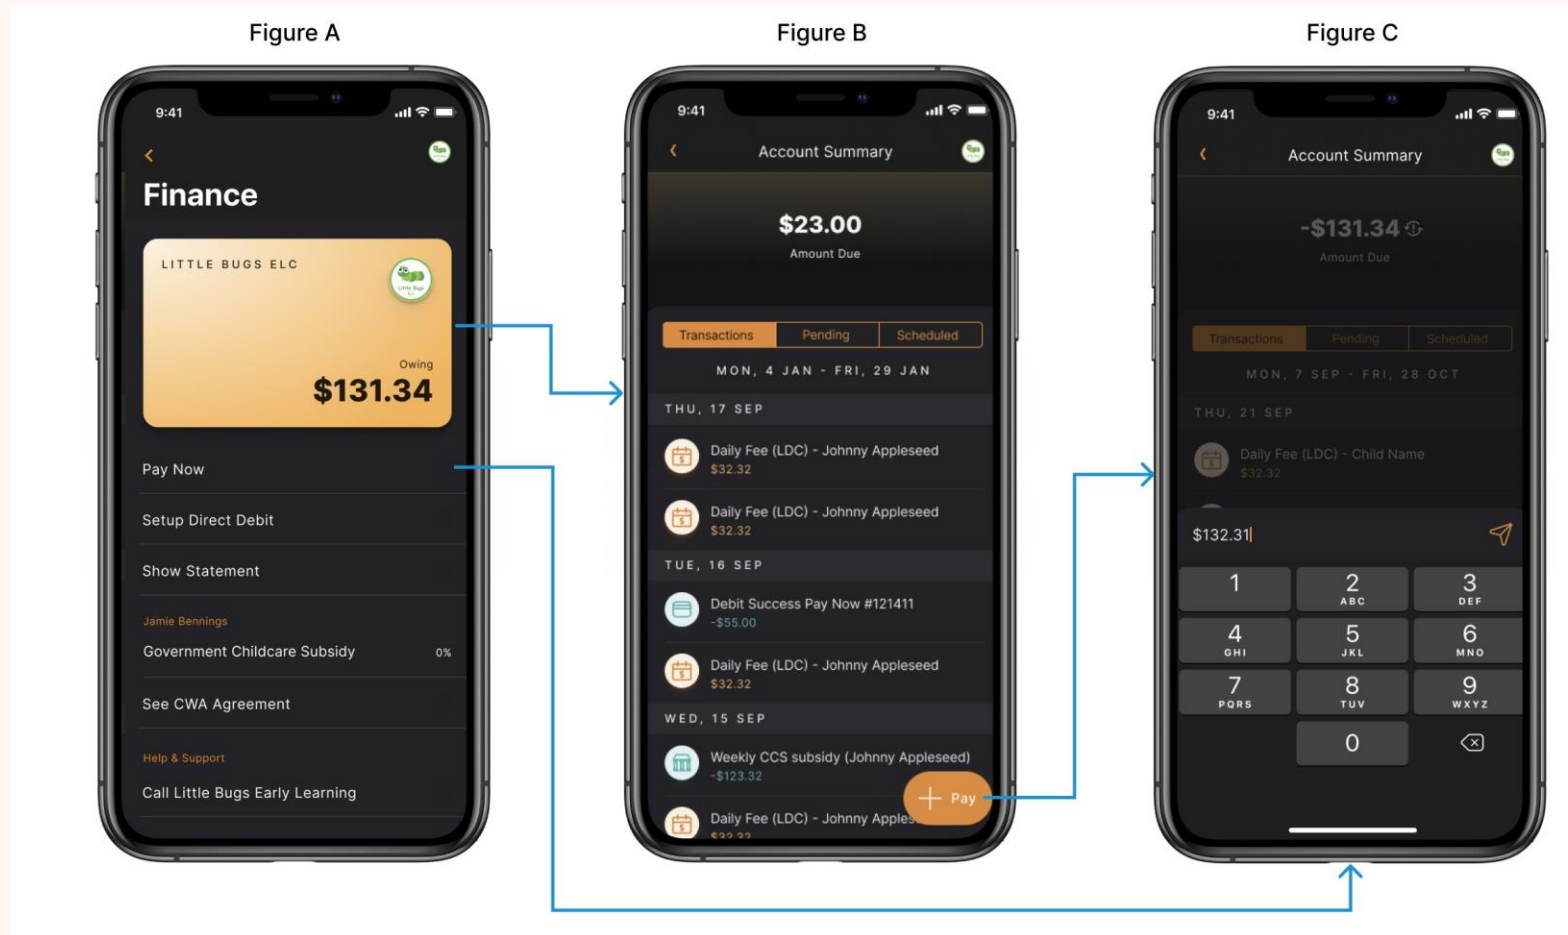 Figure A
9:41
Finance
LITTLE BUGS ELC
Little Bugs
ELC
Owing
$131.34
Pay Now
Setup Direct Debit
Show Statement
Jamie Bennings
Government Childcare Subsidy 0%
See CWA Agreement
Help & Support
Call Little Bugs Early Learning
Figure B
9:41
Account Summary
$23.00
Amount Due
Transactions Pending Scheduled
MON, 4 JAN - FRI, 29 JAN
THU, 17 SEP
Daily Fee (LDC) - Johnny Appleseed
$32.32
Daily Fee (LDC) - Johnny Appleseed
$32.32
TUE, 16 SEP
Debit Success Pay Now #121411
-$55.00
Daily Fee (LDC) - Johnny Appleseed
$32.32
WED, 15 SEP
Weekly CCS subsidy (Johnny Appleseed)
-$123.32
Pay
Daily Fee (LDC) - Johnny Apples
$32.32
Figure C
9:41
Account Summary
-$131.34
Amount Due
Transactions Pending Scheduled
MON, 7 SEP - FRI, 28 OCT
THU, 21 SEP
Daily Fee (LDC) - Child Name
$32.32
$132.31
1 2 3
ABC DEF
4 5 6
GHI JKL MNO
7 8 9
PQRS TUV WXYZ
0